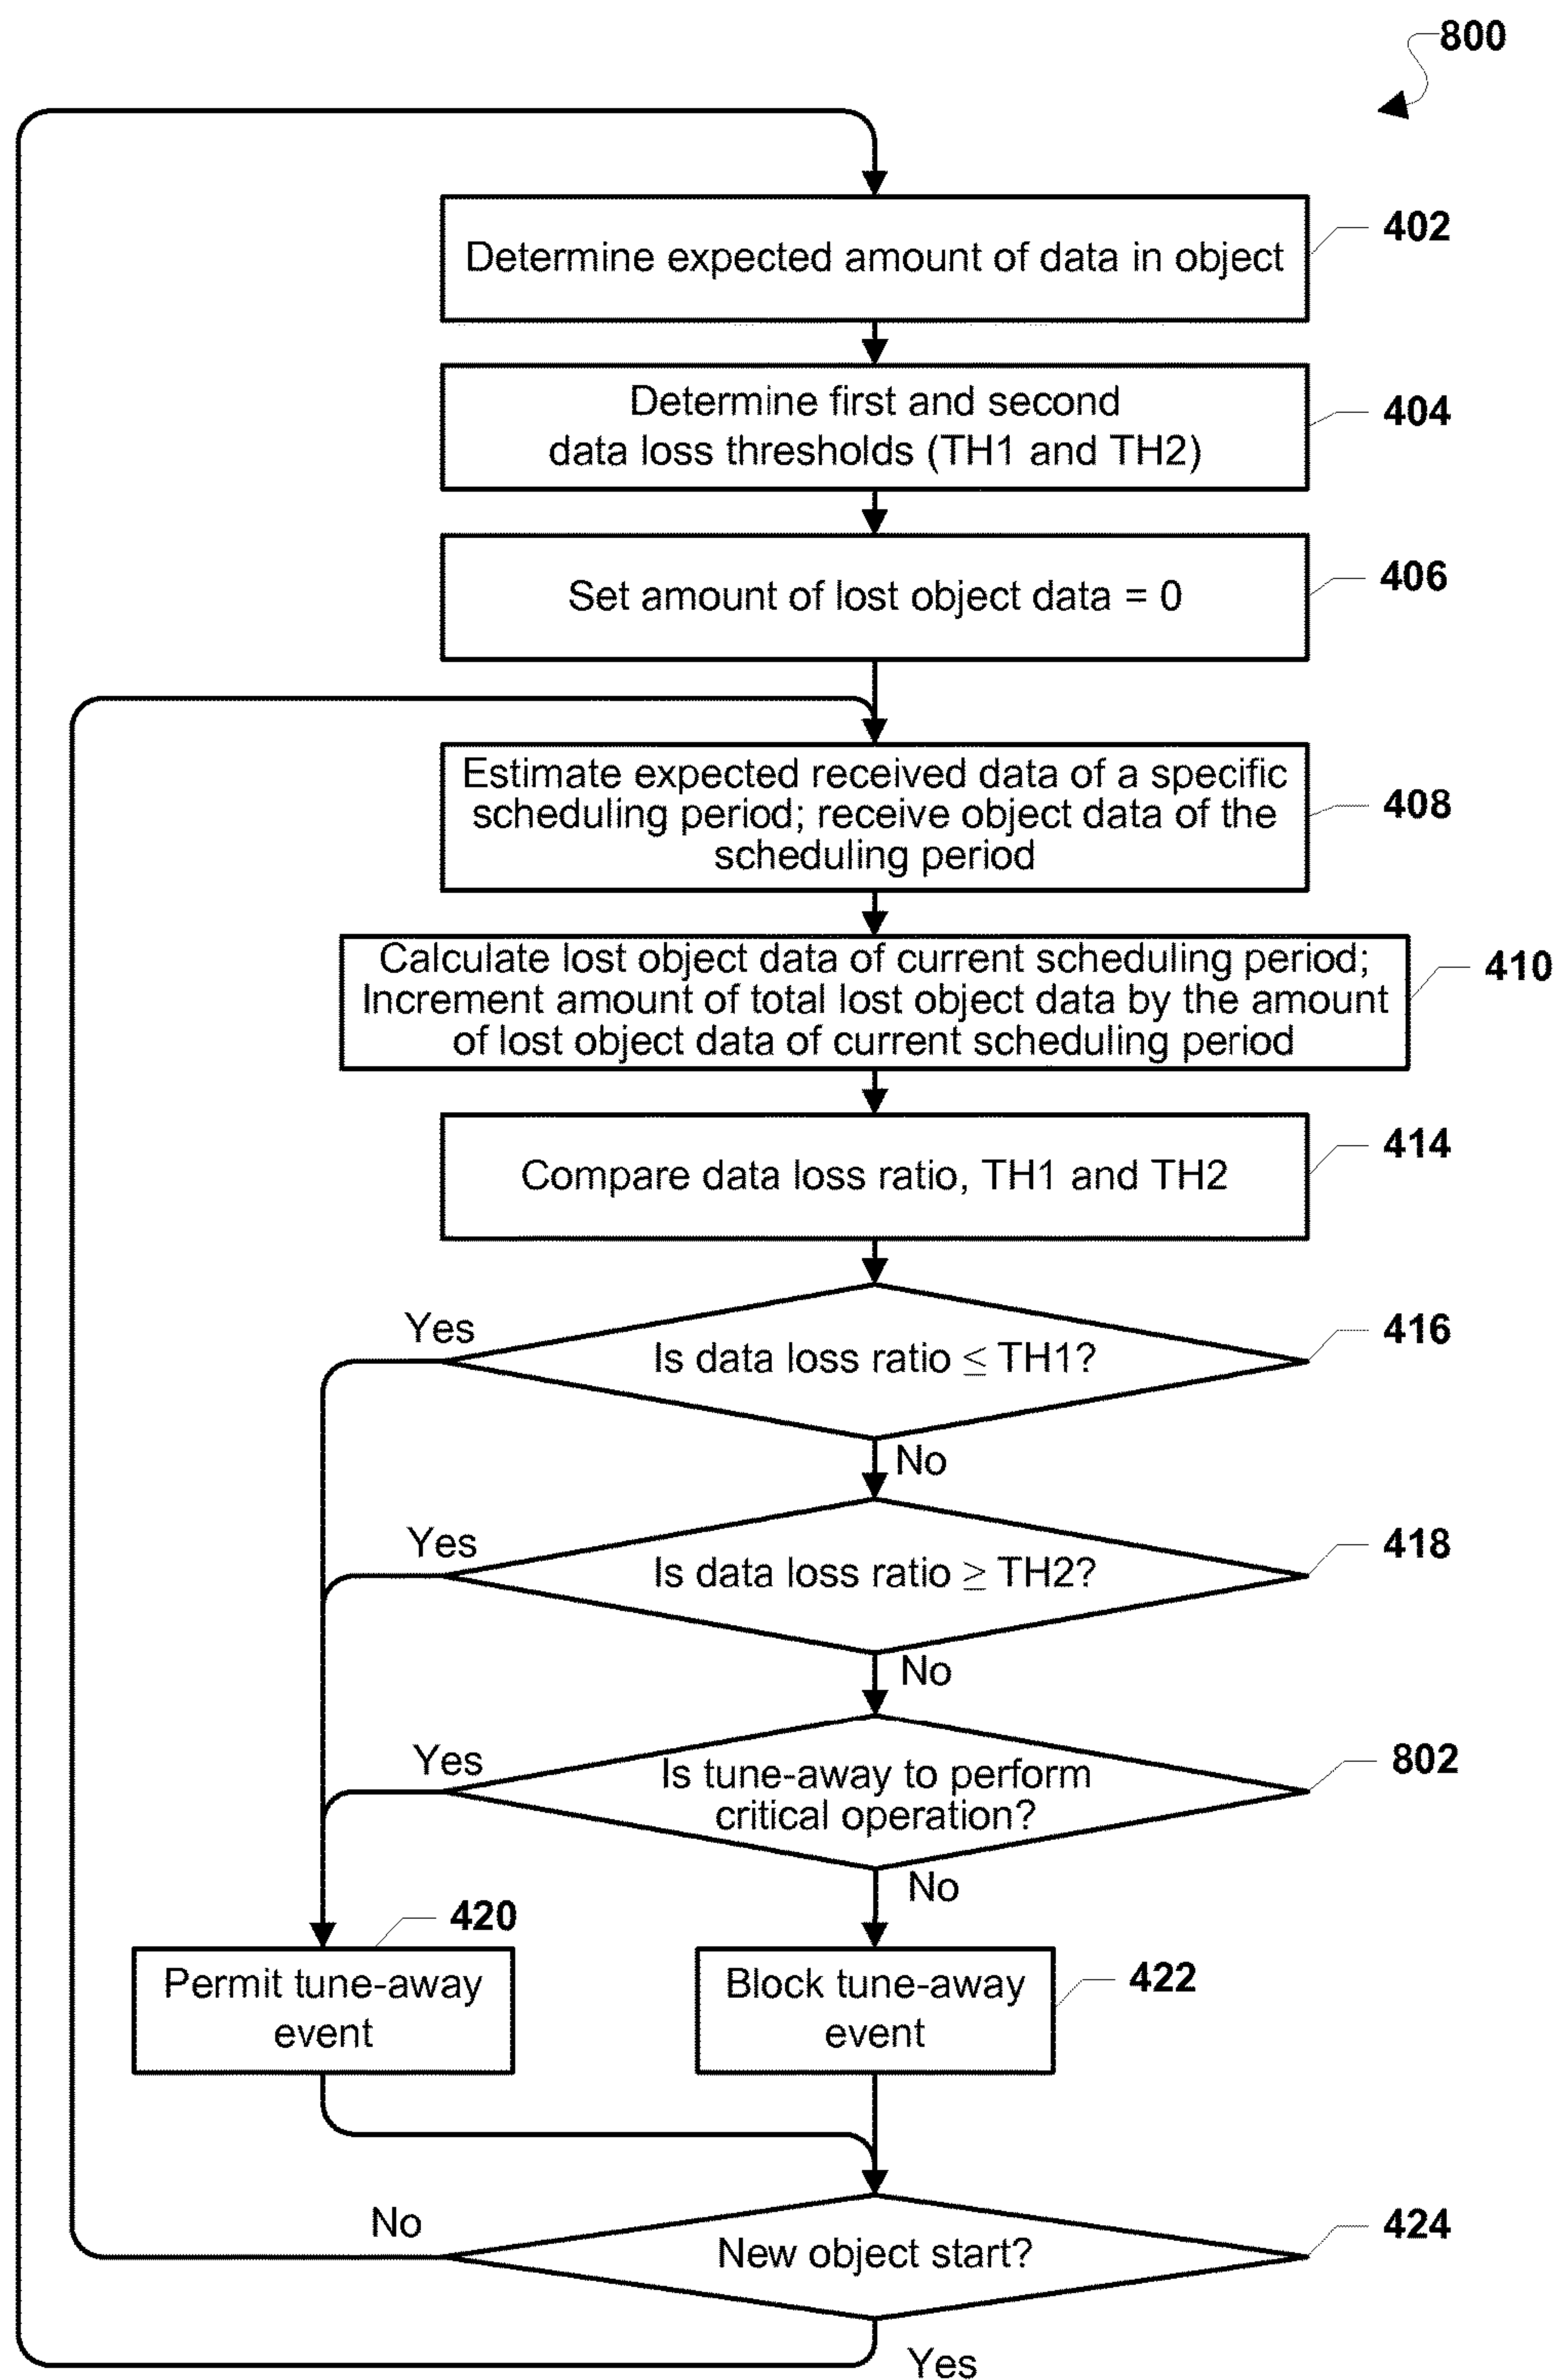 800
Determine expected amount of data in object
402
Determine first and second
data loss thresholds (TH1 and TH2)
404
Set amount of lost object data = 0
406
Estimate expected received data of a specific
scheduling period; receive object data of the
scheduling period
408
Calculate lost object data of current scheduling period;
Increment amount of total lost object data by the amount
of lost object data of current scheduling period
410
Compare data loss ratio, TH1 and TH2
414
Is data loss ratio ≤ TH1?
416
Yes
No
Is data loss ratio ≥ TH2?
418
Yes
No
Is tune-away to perform
critical operation?
802
Yes
No
Permit tune-away
event
420
Block tune-away
event
422
New object start?
424
No
Yes